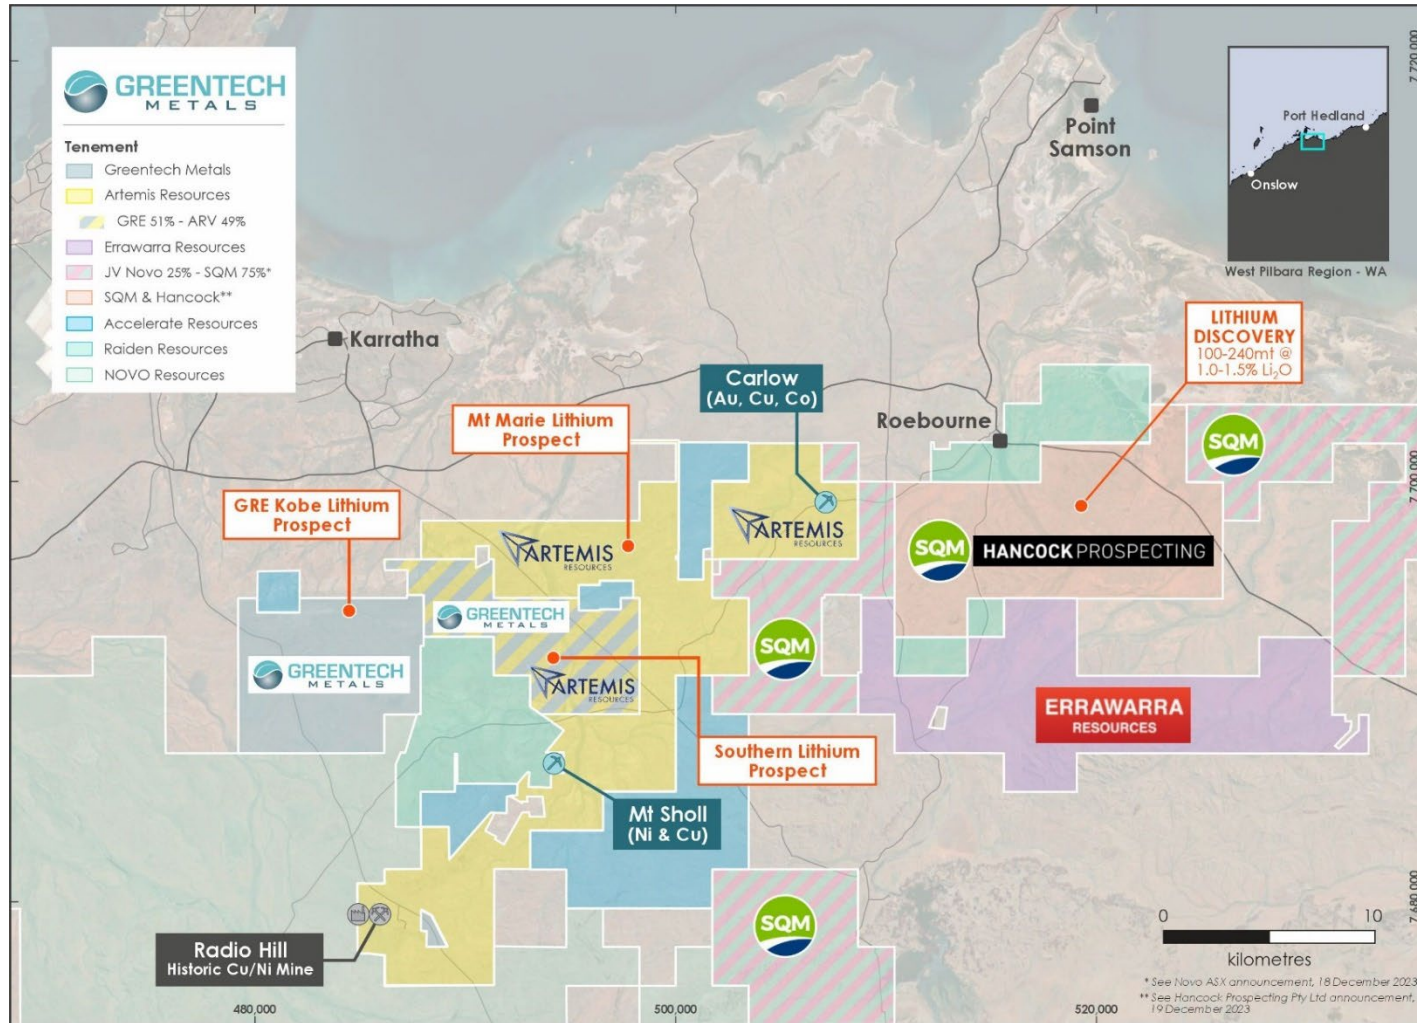 GREENTECH
METALS
Tenement
Greentech Metals
Artemis Resources
GRE 51% - ARV 49%
Errawarra Resources
JV Novo 25% - SQM 75%*
SQM & Hancock**
Accelerate Resources
Raiden Resources
NOVO Resources
Karratha
Point
Samson
Port Hedland
Onslow
West Pilbara Region - WA
7,720,000
LITHIUM
DISCOVERY
100-240mt @
1.0-1.5% Li₂O
Carlow
(Au, Cu, Co)
Roebourne
Mt Marie Lithium
Prospect
GRE Kobe Lithium
Prospect
SQM
7,700,000
ARTEMIS
RESOURCES
ARTEMIS
RESOURCES
SQM
HANCOCK PROSPECTING
GREENTECH
METALS
SQM
GREENTECH
METALS
ARTEMIS
RESOURCES
ERRAWARRA
RESOURCES
Southern Lithium
Prospect
Mt Sholl
(Ni & Cu)
SQM
7,680,000
Radio Hill
Historic Cu/Ni Mine
0 10
kilometres
* See Novo ASX announcement, 18 December 2023
** See Hancock Prospecting Pty Ltd announcement,
19 December 2023
480,000
500,000
520,000